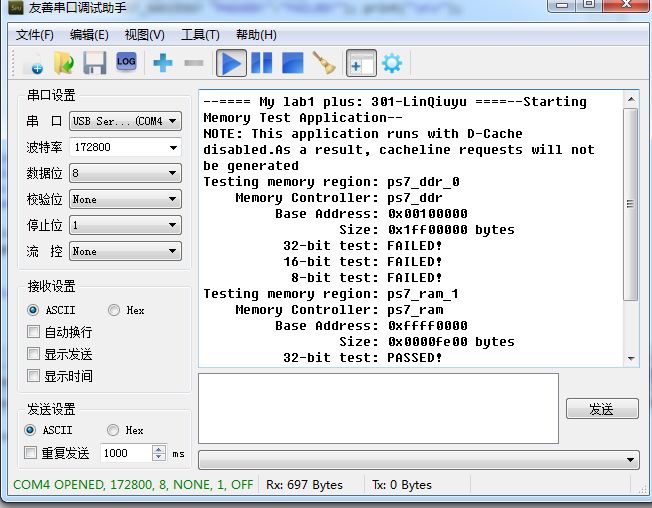 友善串口调试助手
文件(F) 编辑(E) 视图(V) 工具(T) 帮助(H)
LOG
串口设置
串 口 USB Ser... (COM4
波特率 172800
数据位 8
校验位 None
停止位 1
流 控 None
接收设置
ASCII Hex
自动换行
显示发送
显示时间
发送设置
ASCII Hex
重复发送 1000 ms
--==== My lab1 plus: 301-LinQiuyu ====--Starting
Memory Test Application--
NOTE: This application runs with D-Cache
disabled.As a result, cacheline requests will not
be generated
Testing memory region: ps7_ddr_0
Memory Controller: ps7_ddr
Base Address: 0x00100000
Size: 0x1ff00000 bytes
32-bit test: FAILED!
16-bit test: FAILED!
8-bit test: FAILED!
Testing memory region: ps7_ram_1
Memory Controller: ps7_ram
Base Address: 0xffff0000
Size: 0x0000fe00 bytes
32-bit test: PASSED!
发送
COM4 OPENED, 172800, 8, NONE, 1, OFF Rx: 697 Bytes Tx: 0 Bytes